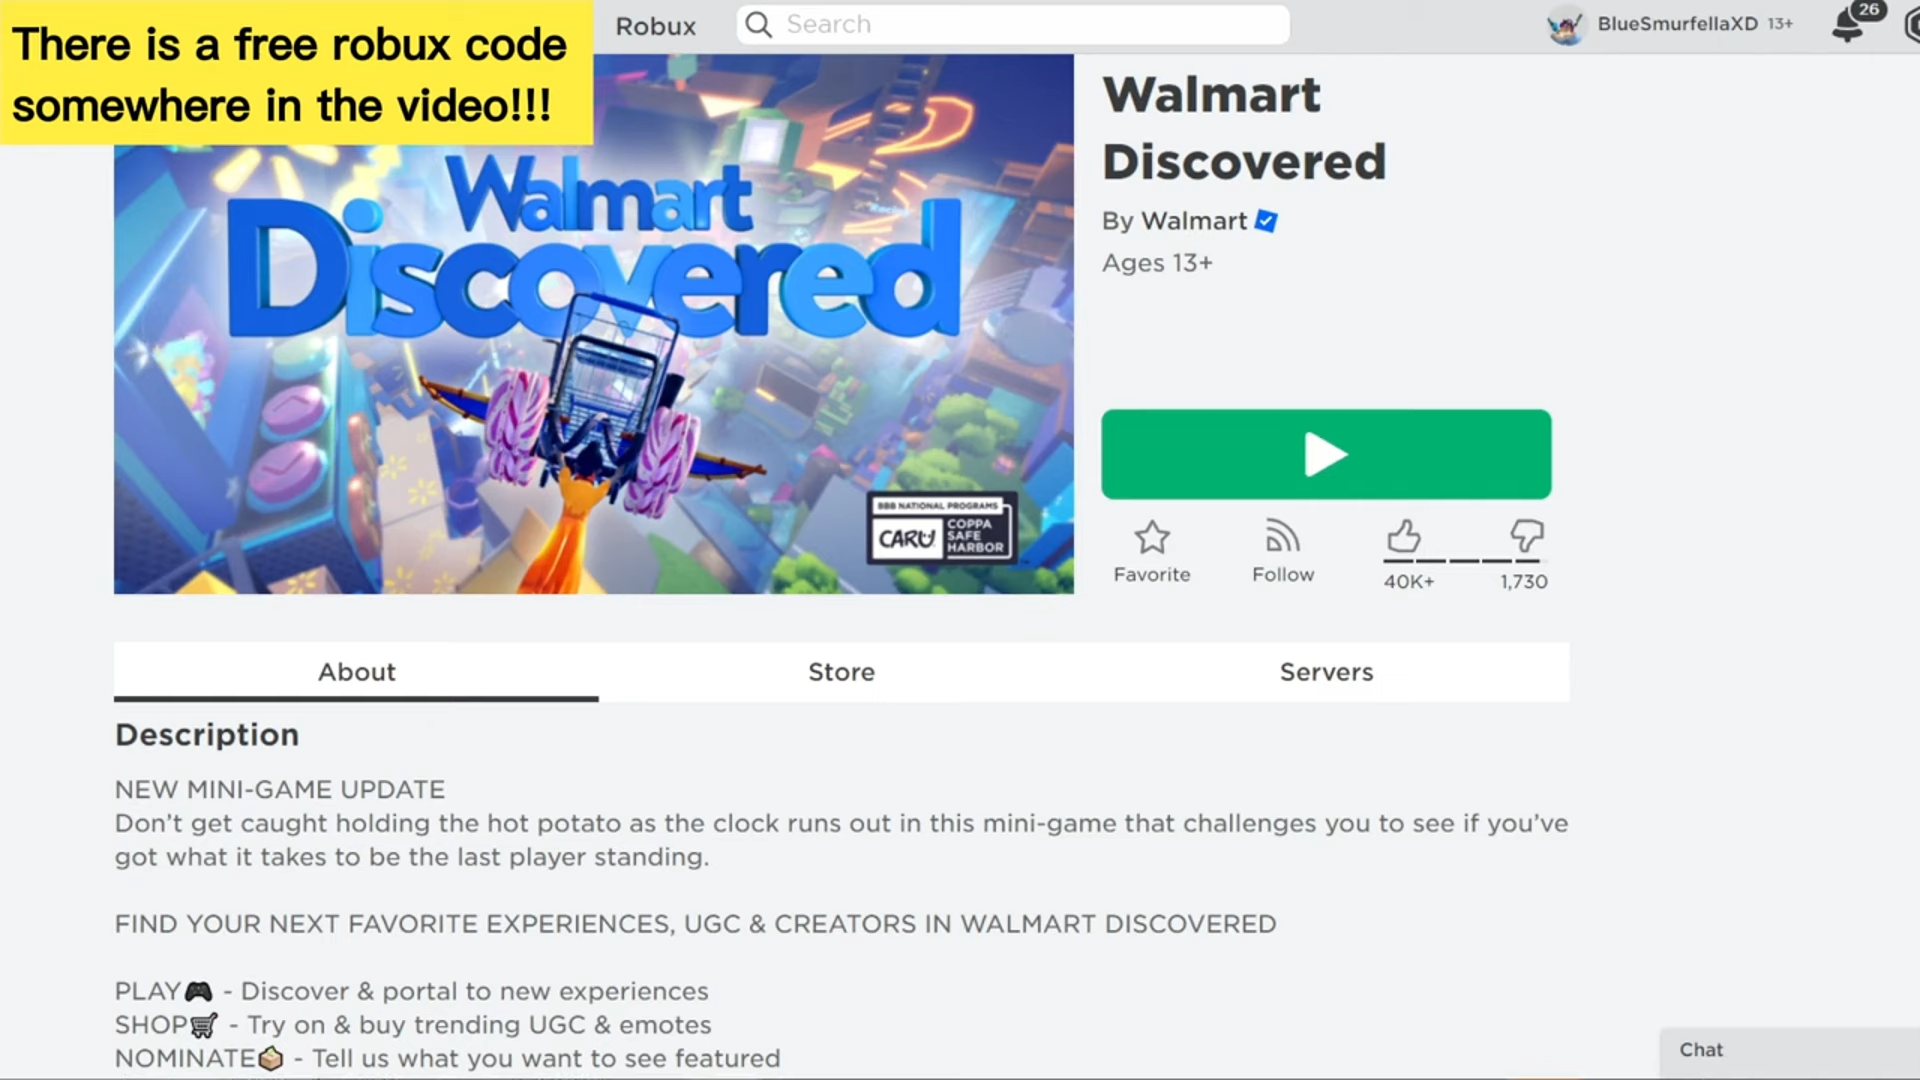 There is a free robux code
somewhere in the video!!!
Robux
Search
BlueSmurfellaXD 13+
26
Walmart
Discovered
BBB NATIONAL PROGRAMS
CARU
COPPA
SAFE
HARBOR
Walmart
Discovered
By Walmart
Ages 13+
Favorite
Follow
40K+
1,730
About
Store
Servers
Description
NEW MINI-GAME UPDATE
Don’t get caught holding the hot potato as the clock runs out in this mini-game that challenges you to see if you’ve
got what it takes to be the last player standing.
FIND YOUR NEXT FAVORITE EXPERIENCES, UGC & CREATORS IN WALMART DISCOVERED
PLAY🎮 - Discover & portal to new experiences
SHOP🛒 - Try on & buy trending UGC & emotes
NOMINATE🗳️ - Tell us what you want to see featured
Chat